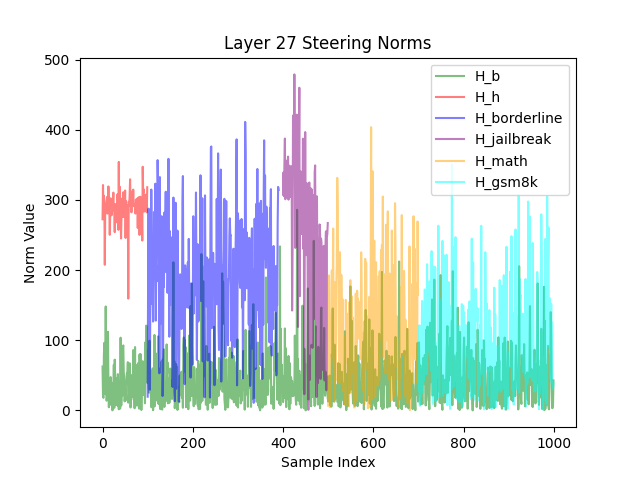 Layer 27 Steering Norms
500
400
300
200
100
0
Norm Value
H_b
H_h
H_borderline
H_jailbreak
H_math
H_gsm8k
0 200 400 600 800 1000
Sample Index